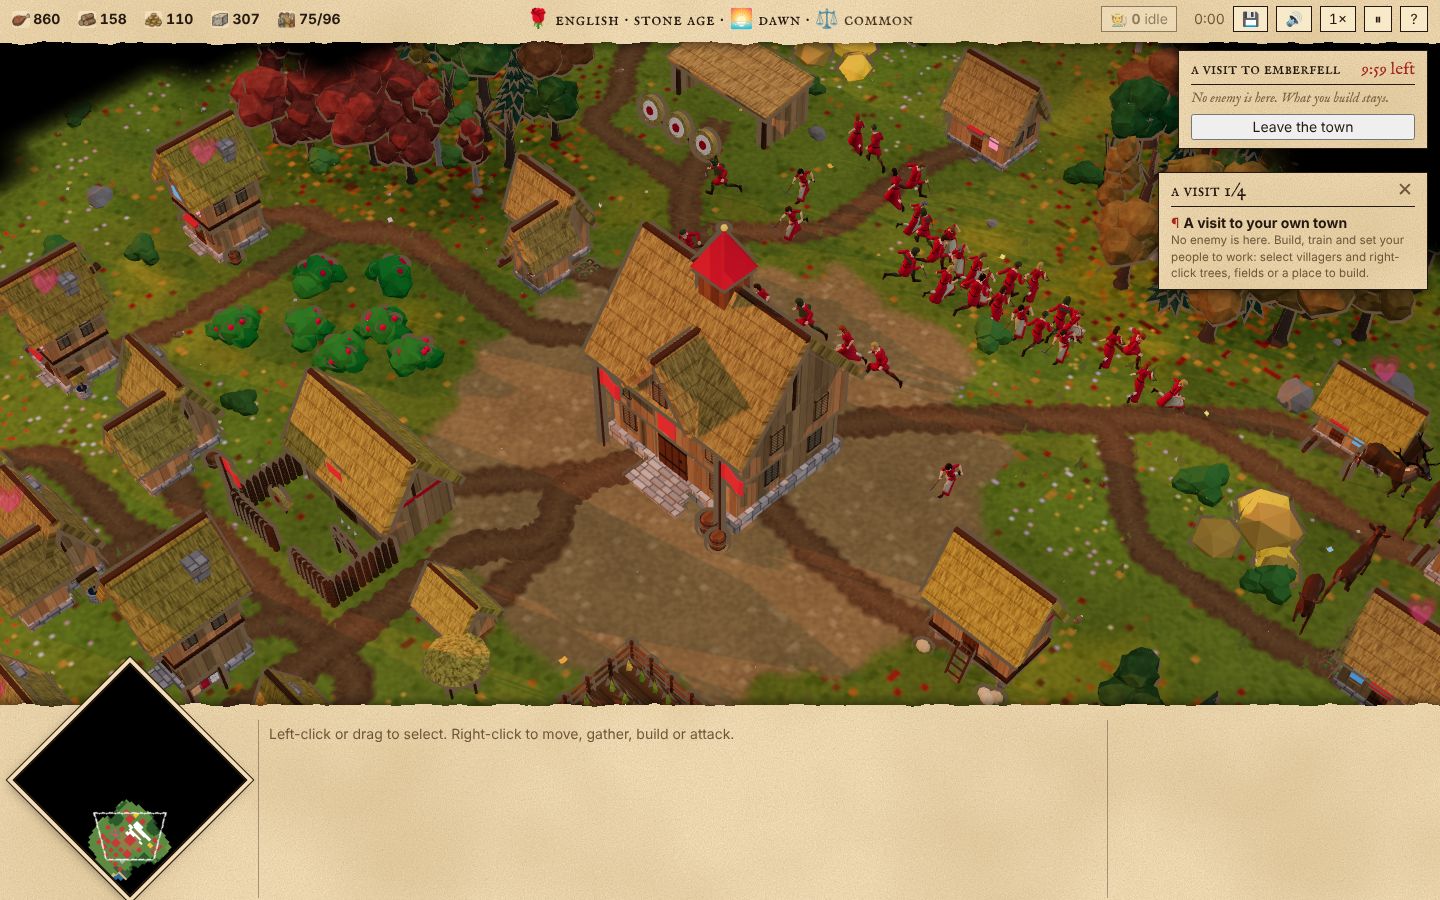 860 158 110 307 75/96
ENGLISH · STONE AGE · DAWN · COMMON
0 idle 0:00 1× ?
A VISIT TO EMBERFELL 9:59 left
No enemy is here. What you build stays.
Leave the town
A VISIT 1/4
¶ A visit to your own town
No enemy is here. Build, train and set your
people to work: select villagers and right-
click trees, fields or a place to build.
Left-click or drag to select. Right-click to move, gather, build or attack.